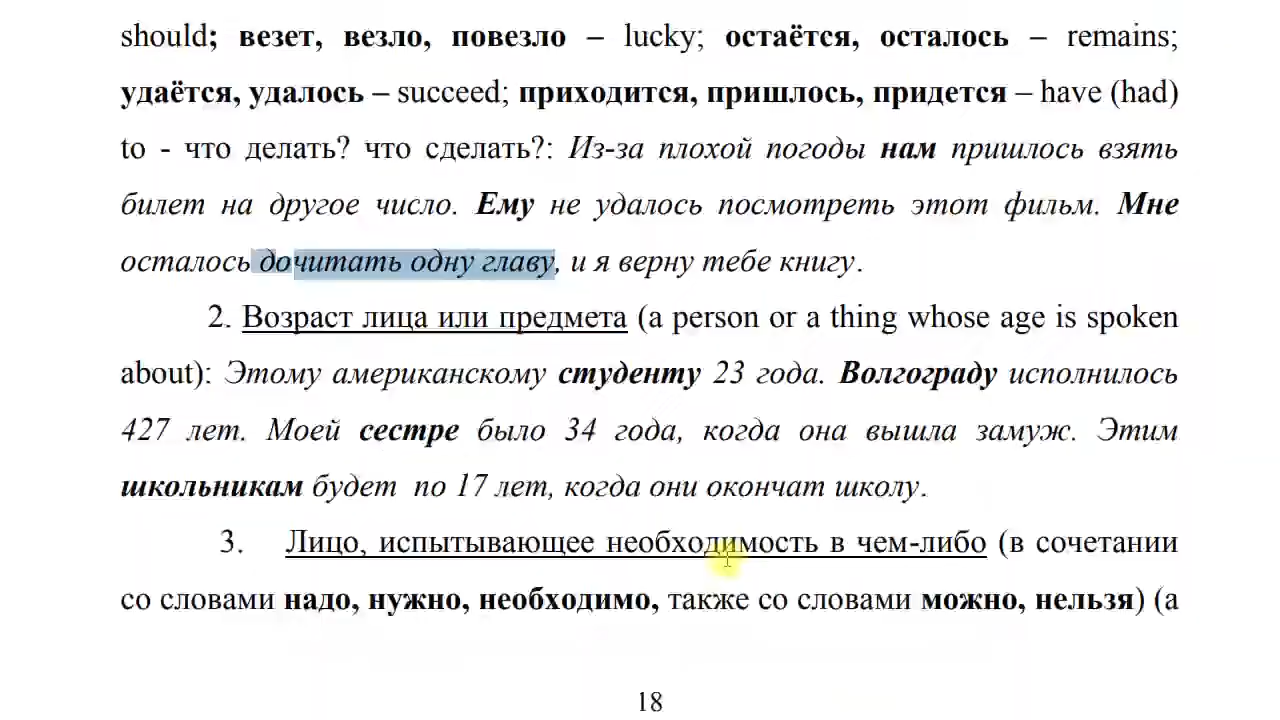 should; везет, везло, повезло – lucky; остаётся, осталось – remains;
удаётся, удалось – succeed; приходится, пришлось, придется – have (had)
to - что делать? что сделать?: Из-за плохой погоды нам пришлось взять
билет на другое число. Ему не удалось посмотреть этот фильм. Мне
осталось дочитать одну главу, и я верну тебе книгу.
2. Возраст лица или предмета (a person or a thing whose age is spoken
about): Этому американскому студенту 23 года. Волгограду исполнилось
427 лет. Моей сестре было 34 года, когда она вышла замуж. Этим
школьникам будет по 17 лет, когда они окончат школу.
3. Лицо, испытывающее необходимость в чем-либо (в сочетании
со словами надо, нужно, необходимо, также со словами можно, нельзя) (a
18